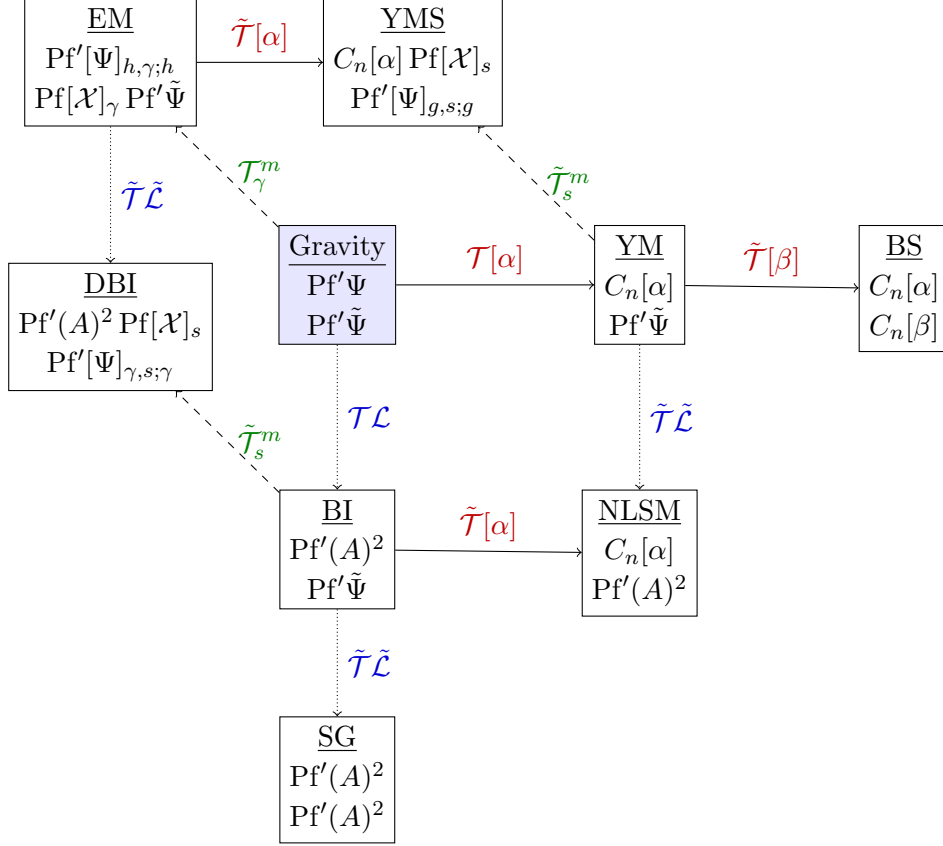 EM
Pf′[Ψ]_{h,γ;h}
Pf[𝒳]_γ Pf′Ψ̃
𝒯̃[α]
YMS
C_n[α] Pf[𝒳]_s
Pf′[Ψ]_{g,s;g}
𝒯̃ℒ̃
𝒯_γ^m
𝒯̃_s^m
DBI
Pf′(A)² Pf[𝒳]_s
Pf′[Ψ]_{γ,s;γ}
Gravity
Pf′Ψ
Pf′Ψ̃
𝒯[α]
YM
C_n[α]
Pf′Ψ̃
𝒯̃[β]
BS
C_n[α]
C_n[β]
𝒯̃_s^m
𝒯ℒ
𝒯̃ℒ̃
BI
Pf′(A)²
Pf′Ψ̃
𝒯̃[α]
NLSM
C_n[α]
Pf′(A)²
𝒯̃ℒ̃
SG
Pf′(A)²
Pf′(A)²